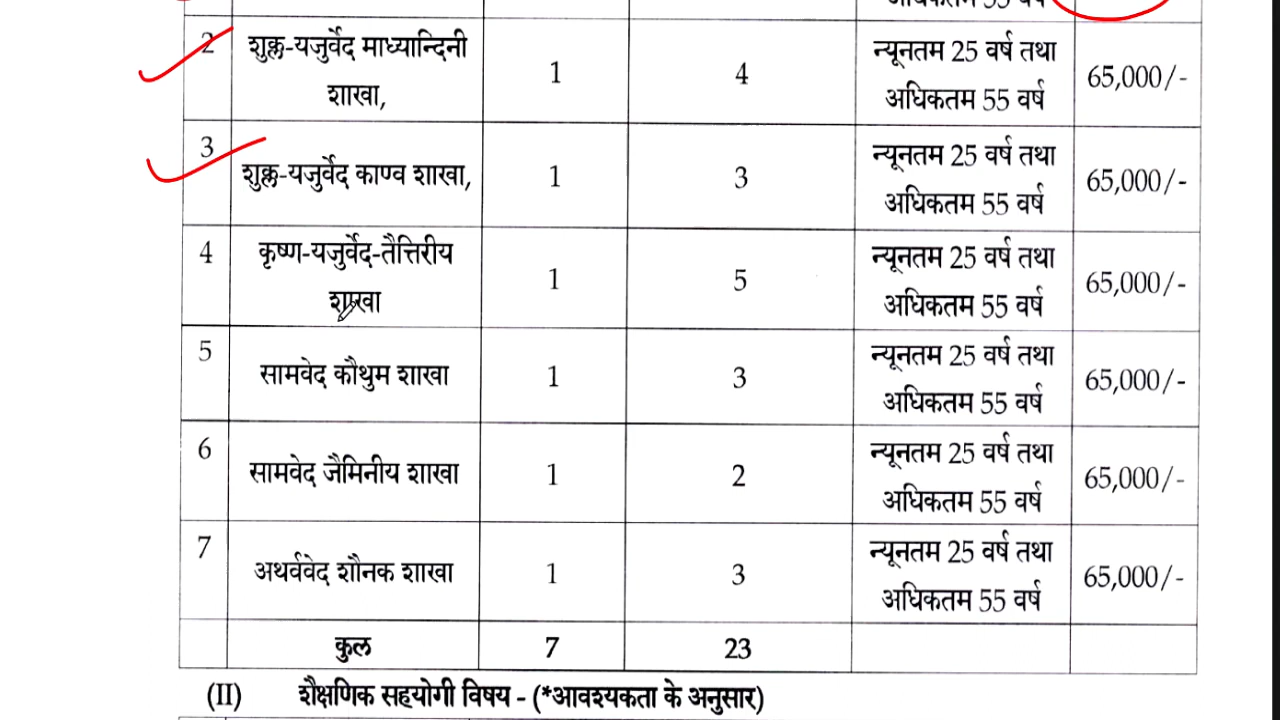 अधिकतम 55 वर्ष
2 शुक्ल-यजुर्वेद माध्यान्दिनी शाखा, 1 4 न्यूनतम 25 वर्ष तथा अधिकतम 55 वर्ष 65,000/-
3 शुक्ल-यजुर्वेद काण्व शाखा, 1 3 न्यूनतम 25 वर्ष तथा अधिकतम 55 वर्ष 65,000/-
4 कृष्ण-यजुर्वेद-तैत्तिरीय शाखा 1 5 न्यूनतम 25 वर्ष तथा अधिकतम 55 वर्ष 65,000/-
5 सामवेद कौथुम शाखा 1 3 न्यूनतम 25 वर्ष तथा अधिकतम 55 वर्ष 65,000/-
6 सामवेद जैमिनीय शाखा 1 2 न्यूनतम 25 वर्ष तथा अधिकतम 55 वर्ष 65,000/-
7 अथर्ववेद शौनक शाखा 1 3 न्यूनतम 25 वर्ष तथा अधिकतम 55 वर्ष 65,000/-
कुल 7 23
(II) शैक्षणिक सहयोगी विषय - (*आवश्यकता के अनुसार)